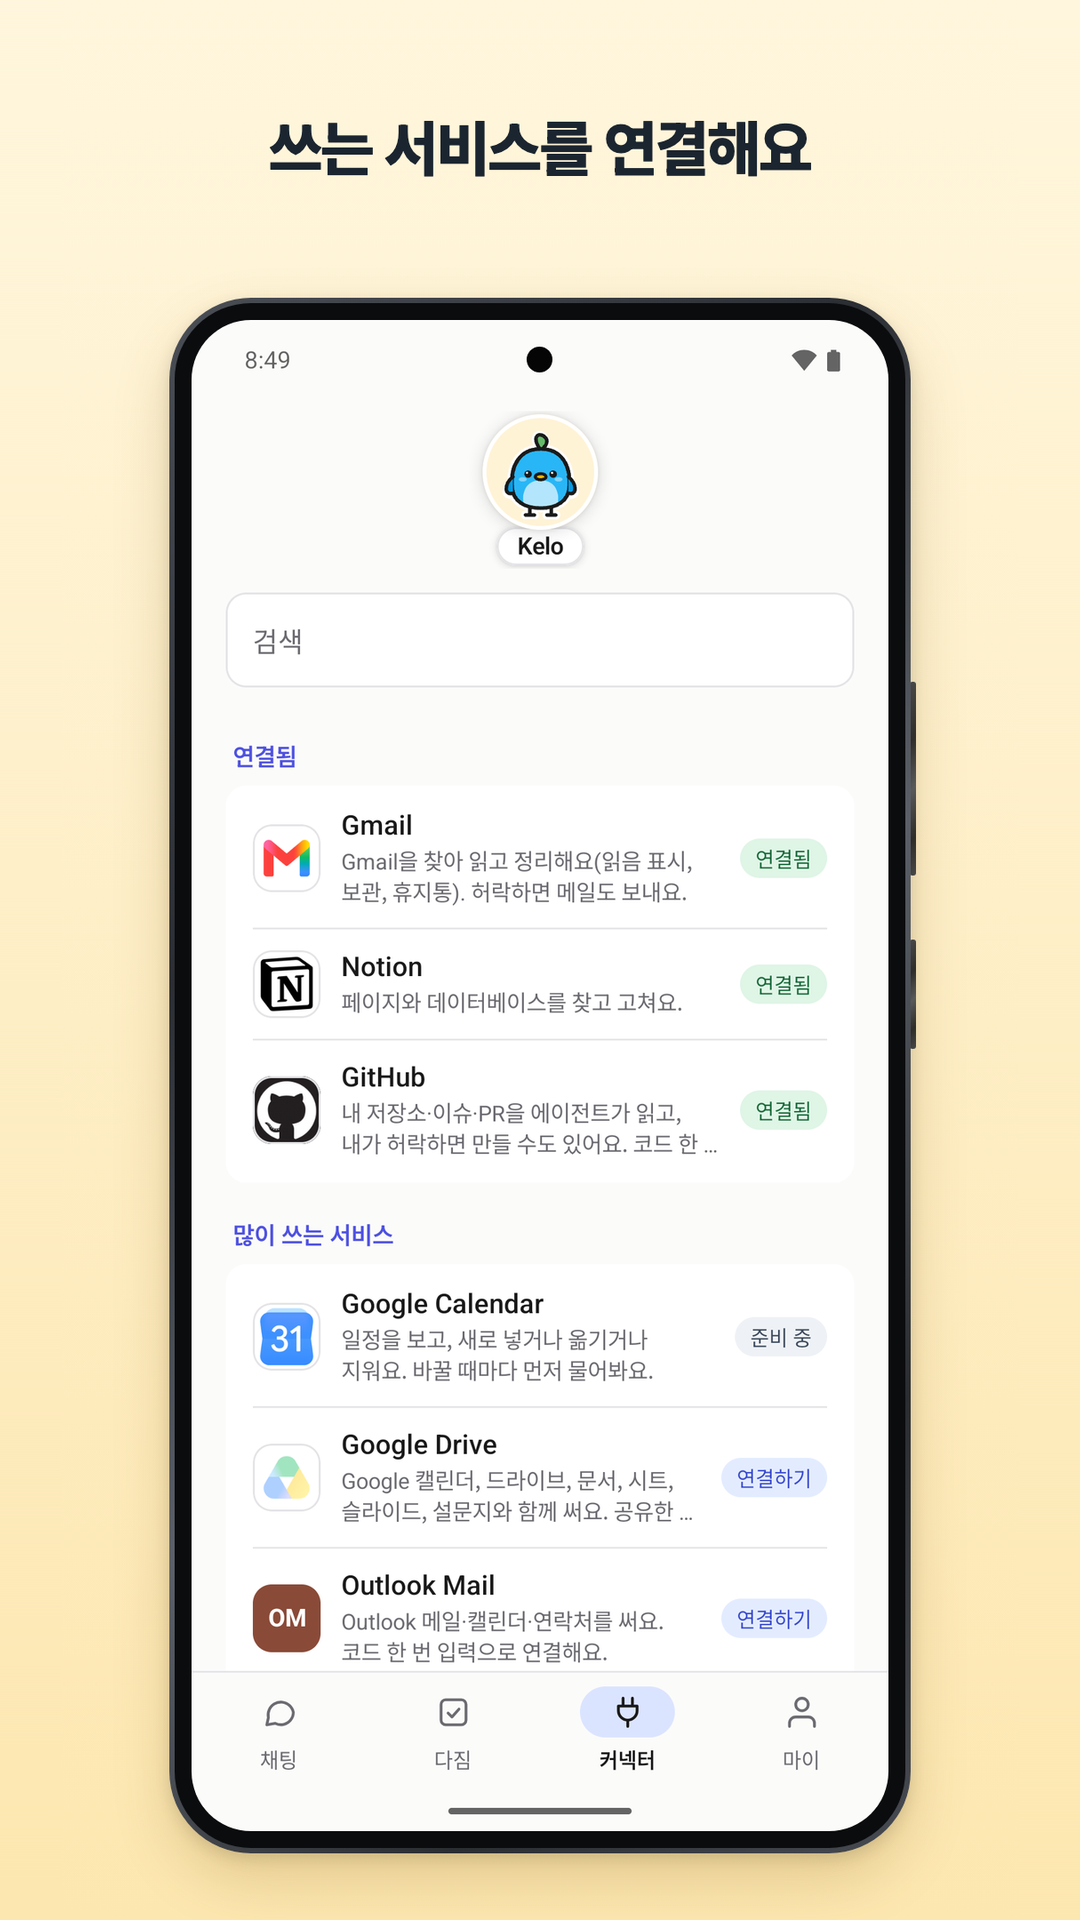 쓰는 서비스를 연결해요
8:49
Kelo
검색
연결됨
Gmail
Gmail을 찾아 읽고 정리해요(읽음 표시,
보관, 휴지통). 허락하면 메일도 보내요.
연결됨
N
Notion
페이지와 데이터베이스를 찾고 고쳐요.
연결됨
GitHub
내 저장소·이슈·PR을 에이전트가 읽고,
내가 허락하면 만들 수도 있어요. 코드 한 ...
연결됨
많이 쓰는 서비스
31
Google Calendar
일정을 보고, 새로 넣거나 옮기거나
지워요. 바꿀 때마다 먼저 물어봐요.
준비 중
Google Drive
Google 캘린더, 드라이브, 문서, 시트,
슬라이드, 설문지와 함께 써요. 공유한 ...
연결하기
OM
Outlook Mail
Outlook 메일·캘린더·연락처를 써요.
코드 한 번 입력으로 연결해요.
연결하기
채팅
다짐
커넥터
마이